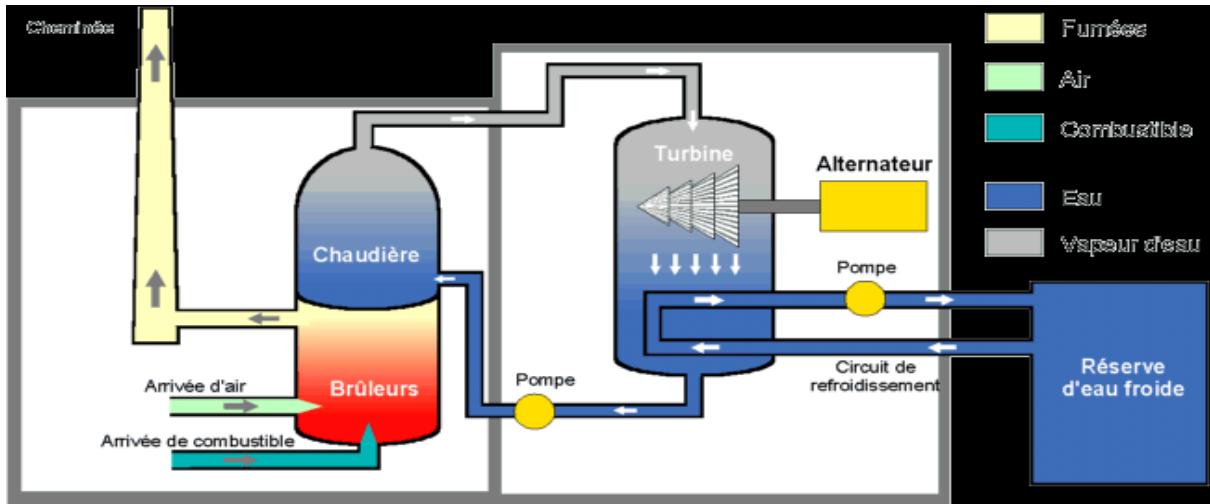 Cheminée
Fumées
Air
Combustible
Eau
Vapeur d'eau
Turbine
Alternateur
Chaudière
Pompe
Arrivée d'air
Brûleurs
Pompe
Circuit de
refroidissement
Réserve
d'eau froide
Arrivée de combustible